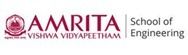 AMRITA
VISHWA VIDYAPEETHAM
School of
Engineering